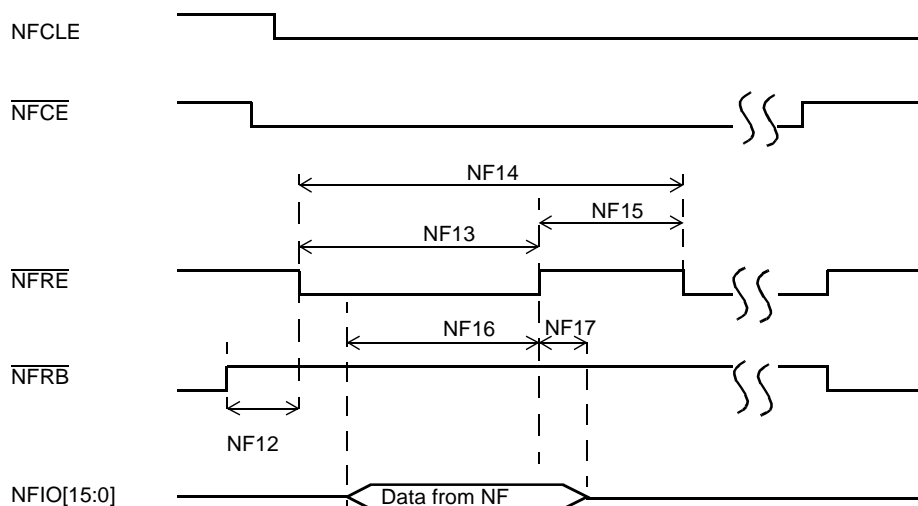 NFCLE
NFCE
NF14
NF15
NF13
NFRE
NF16
NF17
NFRB
NF12
NFIO[15:0]
Data from NF